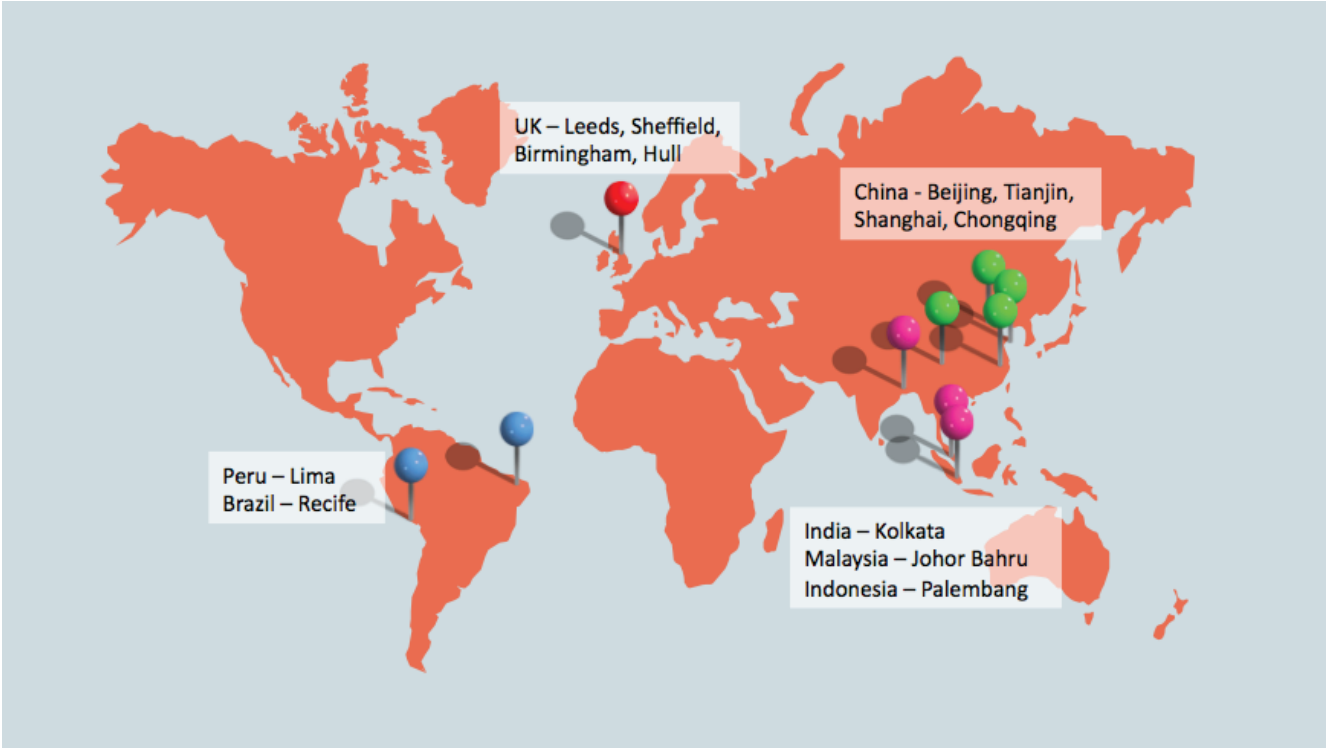 UK – Leeds, Sheffield,
Birmingham, Hull
China - Beijing, Tianjin,
Shanghai, Chongqing
Peru – Lima
Brazil – Recife
India – Kolkata
Malaysia – Johor Bahru
Indonesia – Palembang